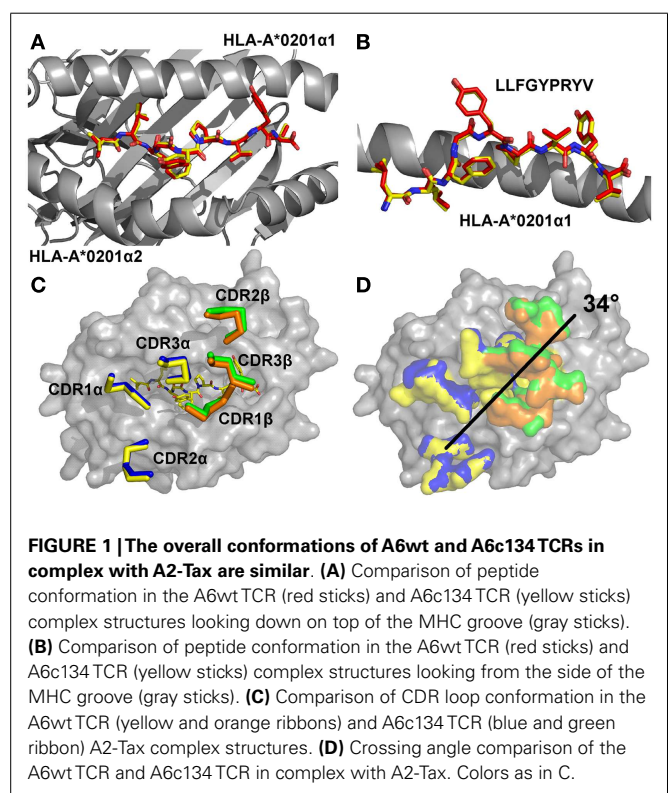 A
HLA-A*0201α1
B
LLFGYPRYV
HLA-A*0201α1
HLA-A*0201α2
C
CDR2β
CDR3α
CDR3β
CDR1α
CDR1β
CDR2α
D
34°
FIGURE 1 | The overall conformations of A6wt and A6c134 TCRs in
complex with A2-Tax are similar. (A) Comparison of peptide
conformation in the A6wt TCR (red sticks) and A6c134 TCR (yellow sticks)
complex structures looking down on top of the MHC groove (gray sticks).
(B) Comparison of peptide conformation in the A6wt TCR (red sticks) and
A6c134 TCR (yellow sticks) complex structures looking from the side of the
MHC groove (gray sticks). (C) Comparison of CDR loop conformation in the
A6wt TCR (yellow and orange ribbons) and A6c134 TCR (blue and green
ribbon) A2-Tax complex structures. (D) Crossing angle comparison of the
A6wt TCR and A6c134 TCR in complex with A2-Tax. Colors as in C.